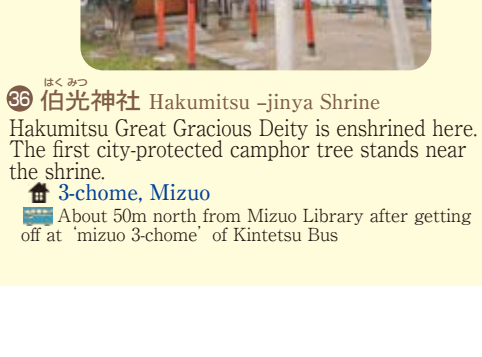 はくみつ
36 伯光神社 Hakumitsu –jinya Shrine
Hakumitsu Great Gracious Deity is enshrined here.
The first city-protected camphor tree stands near
the shrine.
3-chome, Mizuo
About 50m north from Mizuo Library after getting
off at ‘mizuo 3-chome’ of Kintetsu Bus